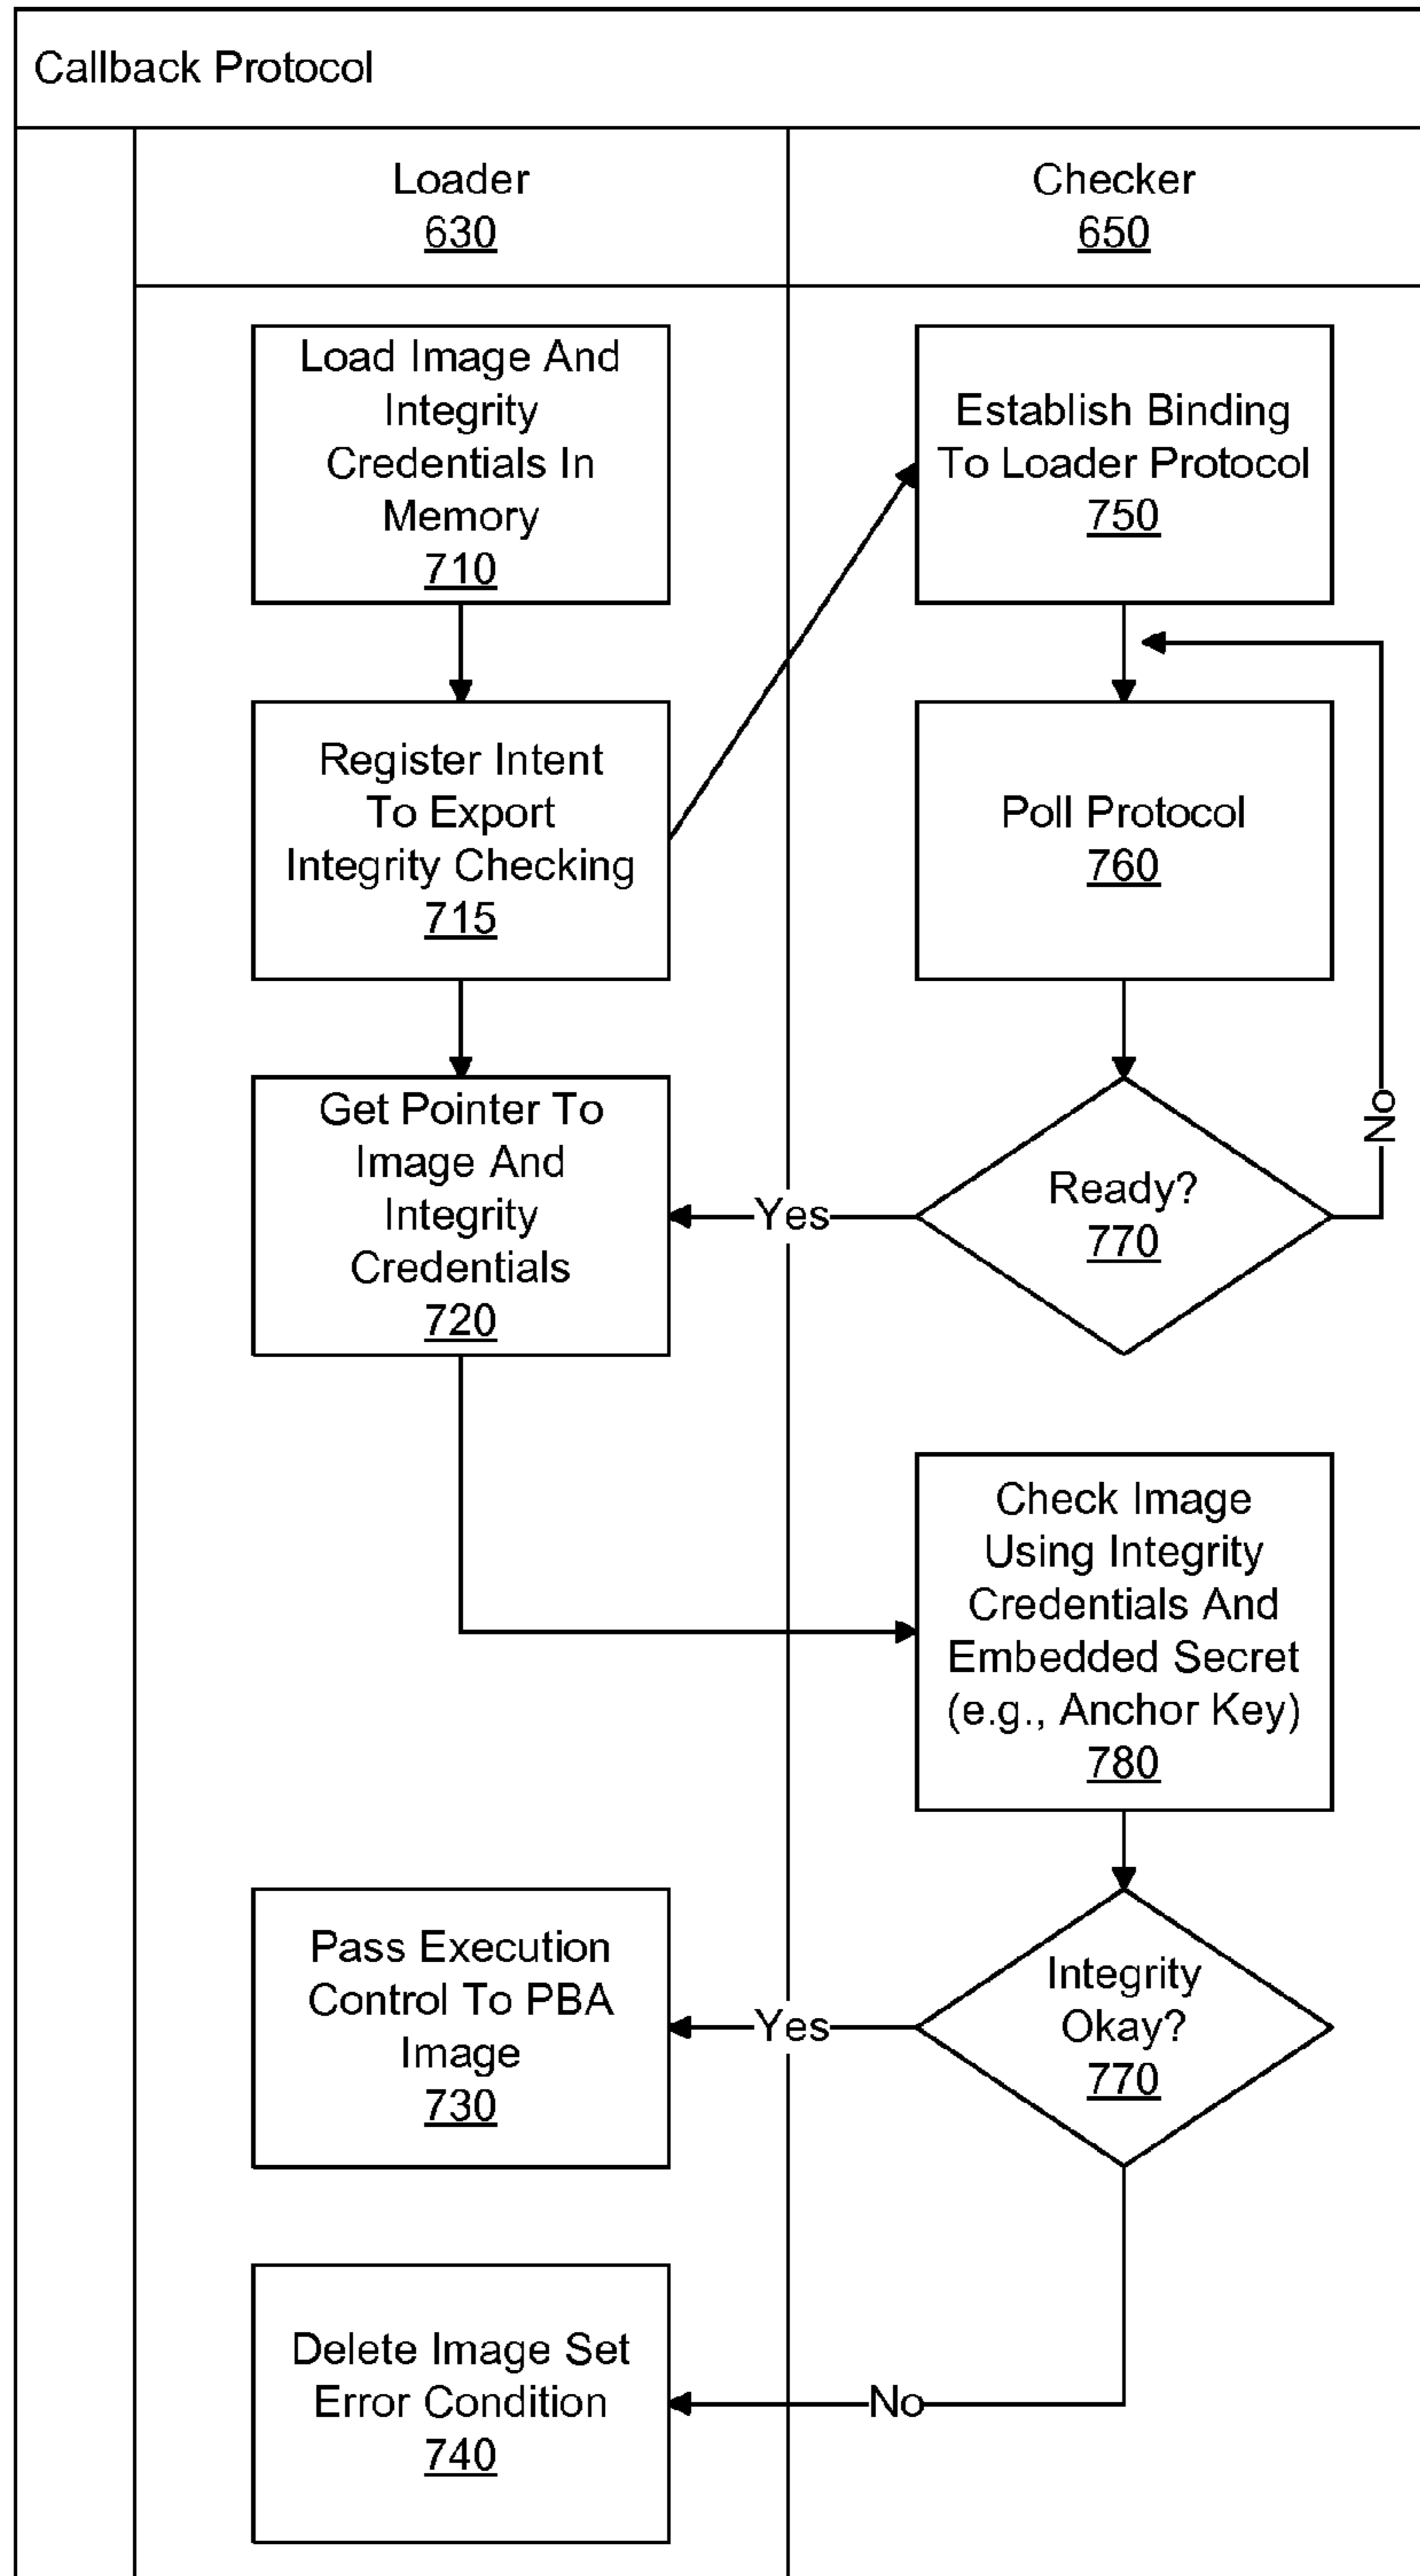 Callback Protocol
Loader
630
Checker
650
Load Image And
Integrity
Credentials In
Memory
710
Establish Binding
To Loader Protocol
750
Register Intent
To Export
Integrity Checking
715
Poll Protocol
760
Get Pointer To
Image And
Integrity
Credentials
720
Yes
Ready?
770
No
Check Image
Using Integrity
Credentials And
Embedded Secret
(e.g., Anchor Key)
780
Pass Execution
Control To PBA
Image
730
Yes
Integrity
Okay?
770
Delete Image Set
Error Condition
740
No